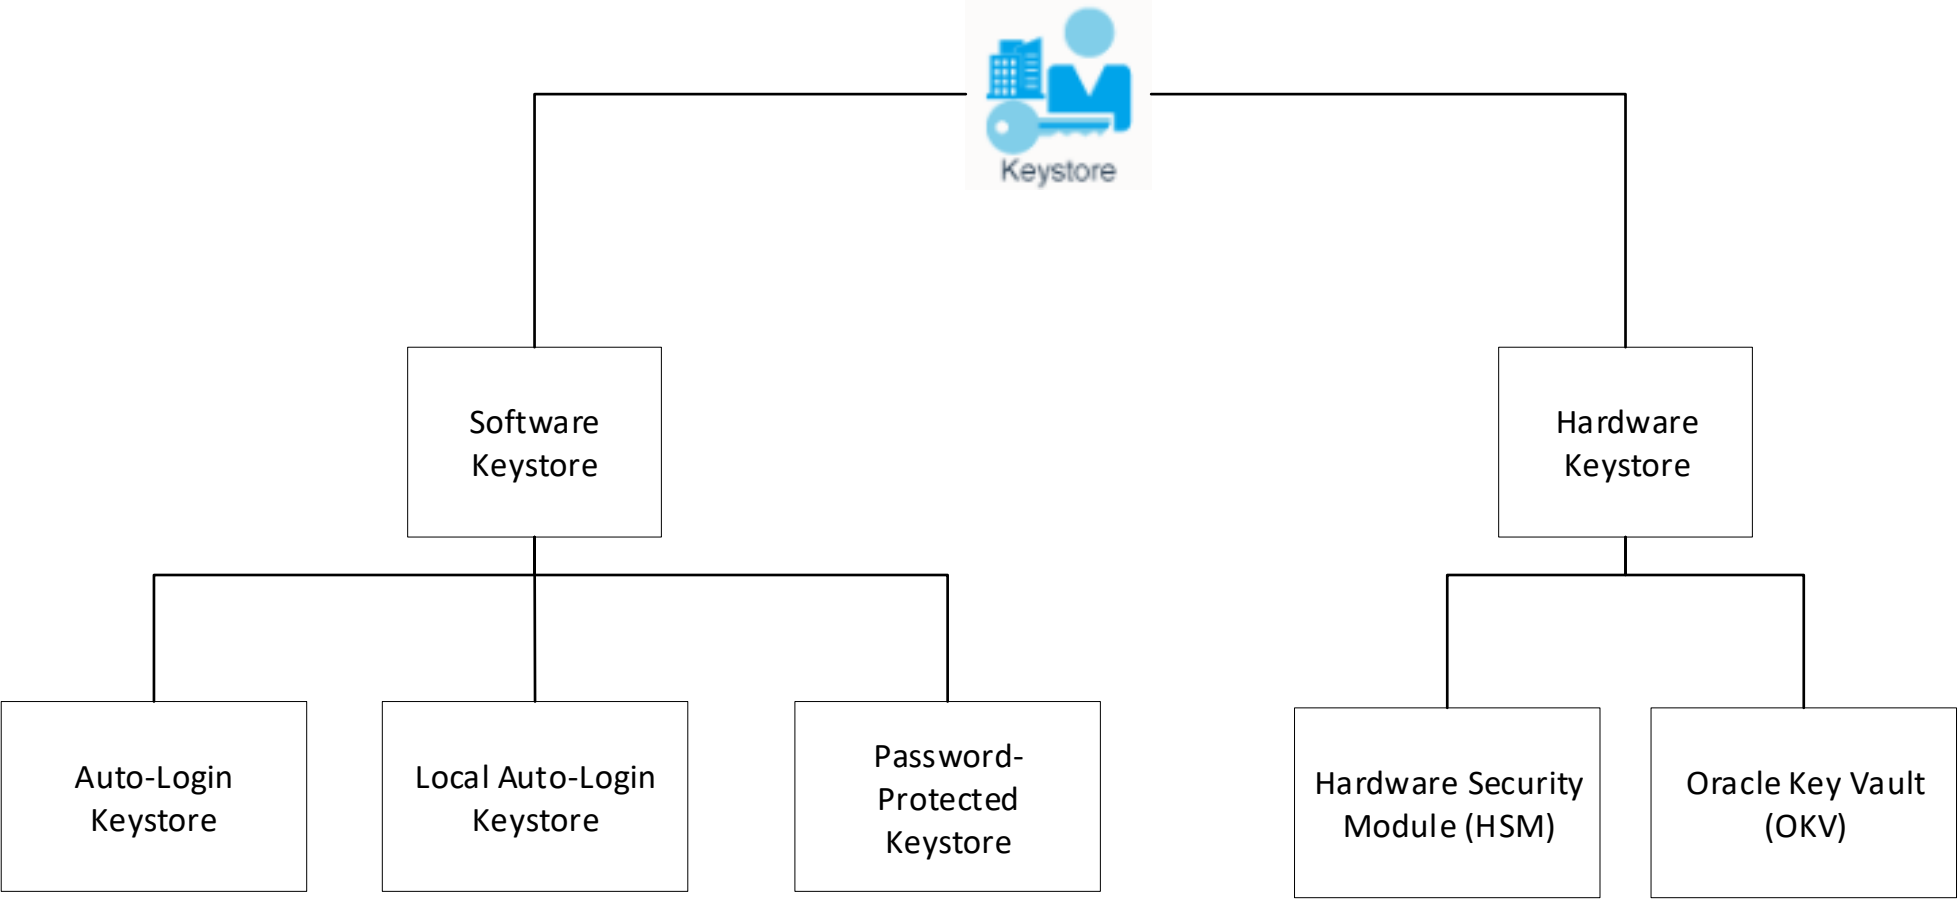 Keystore
Software
Keystore
Hardware
Keystore
Auto-Login
Keystore
Local Auto-Login
Keystore
Password-
Protected
Keystore
Hardware Security
Module (HSM)
Oracle Key Vault
(OKV)